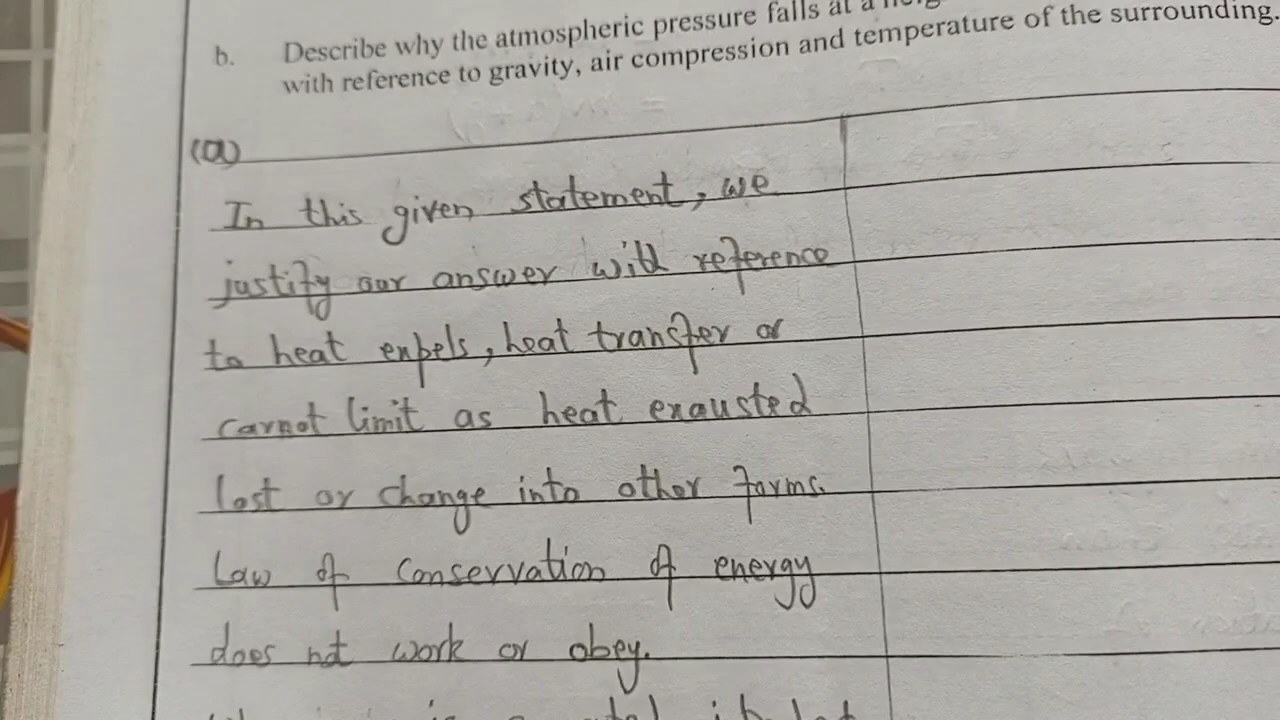 b. Describe why the atmospheric pressure falls at a
with reference to gravity, air compression and temperature of the surrounding.
(a)
In this given statement, we
justify our answer with reference
to heat expels, heat transfer or
carnot limit as heat exausted
lost or change into other forms.
Law of conservation of energy
does not work or obey.